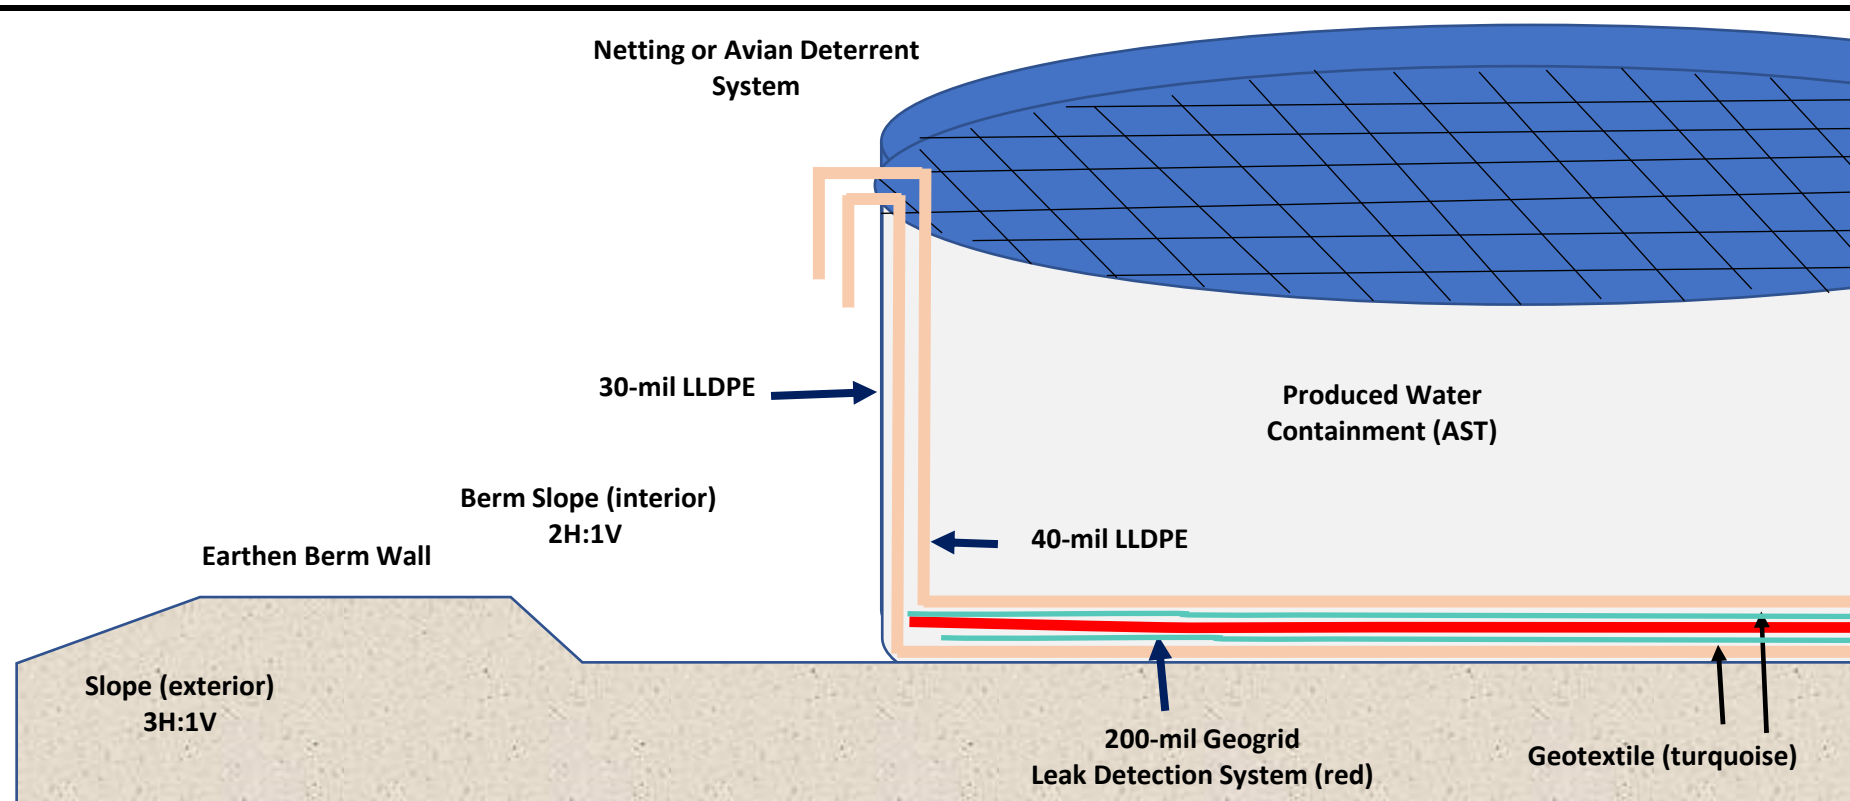 Netting or Avian Deterrent
System
30-mil LLDPE
Produced Water
Containment (AST)
Berm Slope (interior)
2H:1V
40-mil LLDPE
Earthen Berm Wall
Slope (exterior)
3H:1V
200-mil Geogrid
Leak Detection System (red)
Geotextile (turquoise)